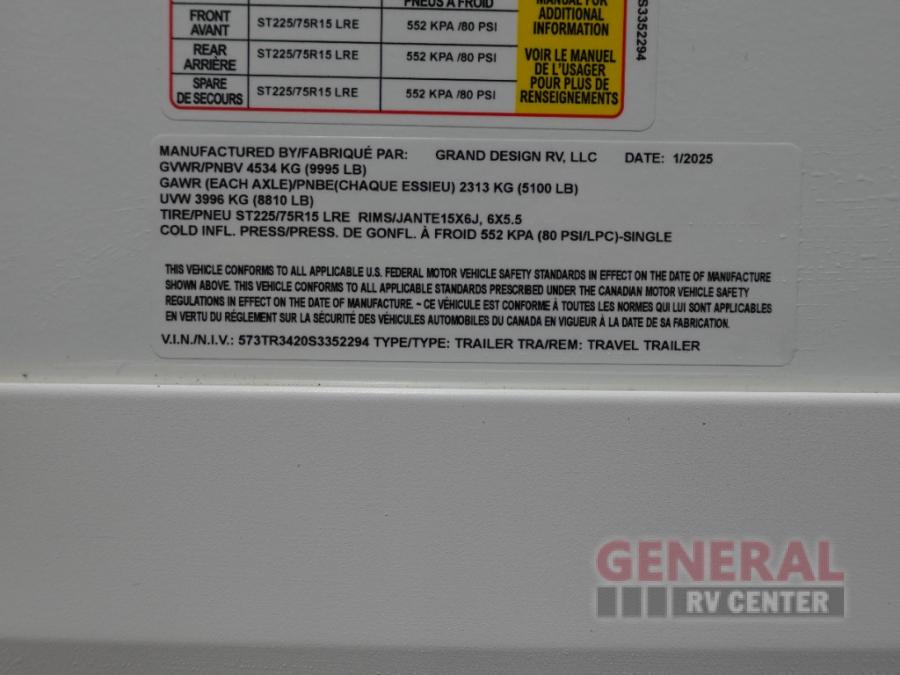 PNEUS À FROID
MANUAL FOR
ADDITIONAL
INFORMATION
FRONT
AVANT
ST225/75R15 LRE
552 KPA /80 PSI
REAR
ARRIÈRE
ST225/75R15 LRE
552 KPA /80 PSI
VOIR LE MANUEL
DE L'USAGER
POUR PLUS DE
RENSEIGNEMENTS
SPARE
DE SECOURS
ST225/75R15 LRE
552 KPA /80 PSI
S3352294
MANUFACTURED BY/FABRIQUÉ PAR: GRAND DESIGN RV, LLC DATE: 1/2025
GVWR/PNBV 4534 KG (9995 LB)
GAWR (EACH AXLE)/PNBE(CHAQUE ESSIEU) 2313 KG (5100 LB)
UVW 3996 KG (8810 LB)
TIRE/PNEU ST225/75R15 LRE RIMS/JANTE15X6J, 6X5.5
COLD INFL. PRESS/PRESS. DE GONFL. À FROID 552 KPA (80 PSI/LPC)-SINGLE
THIS VEHICLE CONFORMS TO ALL APPLICABLE U.S. FEDERAL MOTOR VEHICLE SAFETY STANDARDS IN EFFECT ON THE DATE OF MANUFACTURE
SHOWN ABOVE. THIS VEHICLE CONFORMS TO ALL APPLICABLE STANDARDS PRESCRIBED UNDER THE CANADIAN MOTOR VEHICLE SAFETY
REGULATIONS IN EFFECT ON THE DATE OF MANUFACTURE. ~ CE VÉHICULE EST CONFORME À TOUTES LES NORMES QUI LUI SONT APPLICABLES
EN VERTU DU RÉGLEMENT SUR LA SÉCURITÉ DES VÉHICULES AUTOMOBILES DU CANADA EN VIGUEUR À LA DATE DE SA FABRICATION.
V.I.N./N.I.V.: 573TR3420S3352294 TYPE/TYPE: TRAILER TRA/REM: TRAVEL TRAILER
GENERAL
RV CENTER